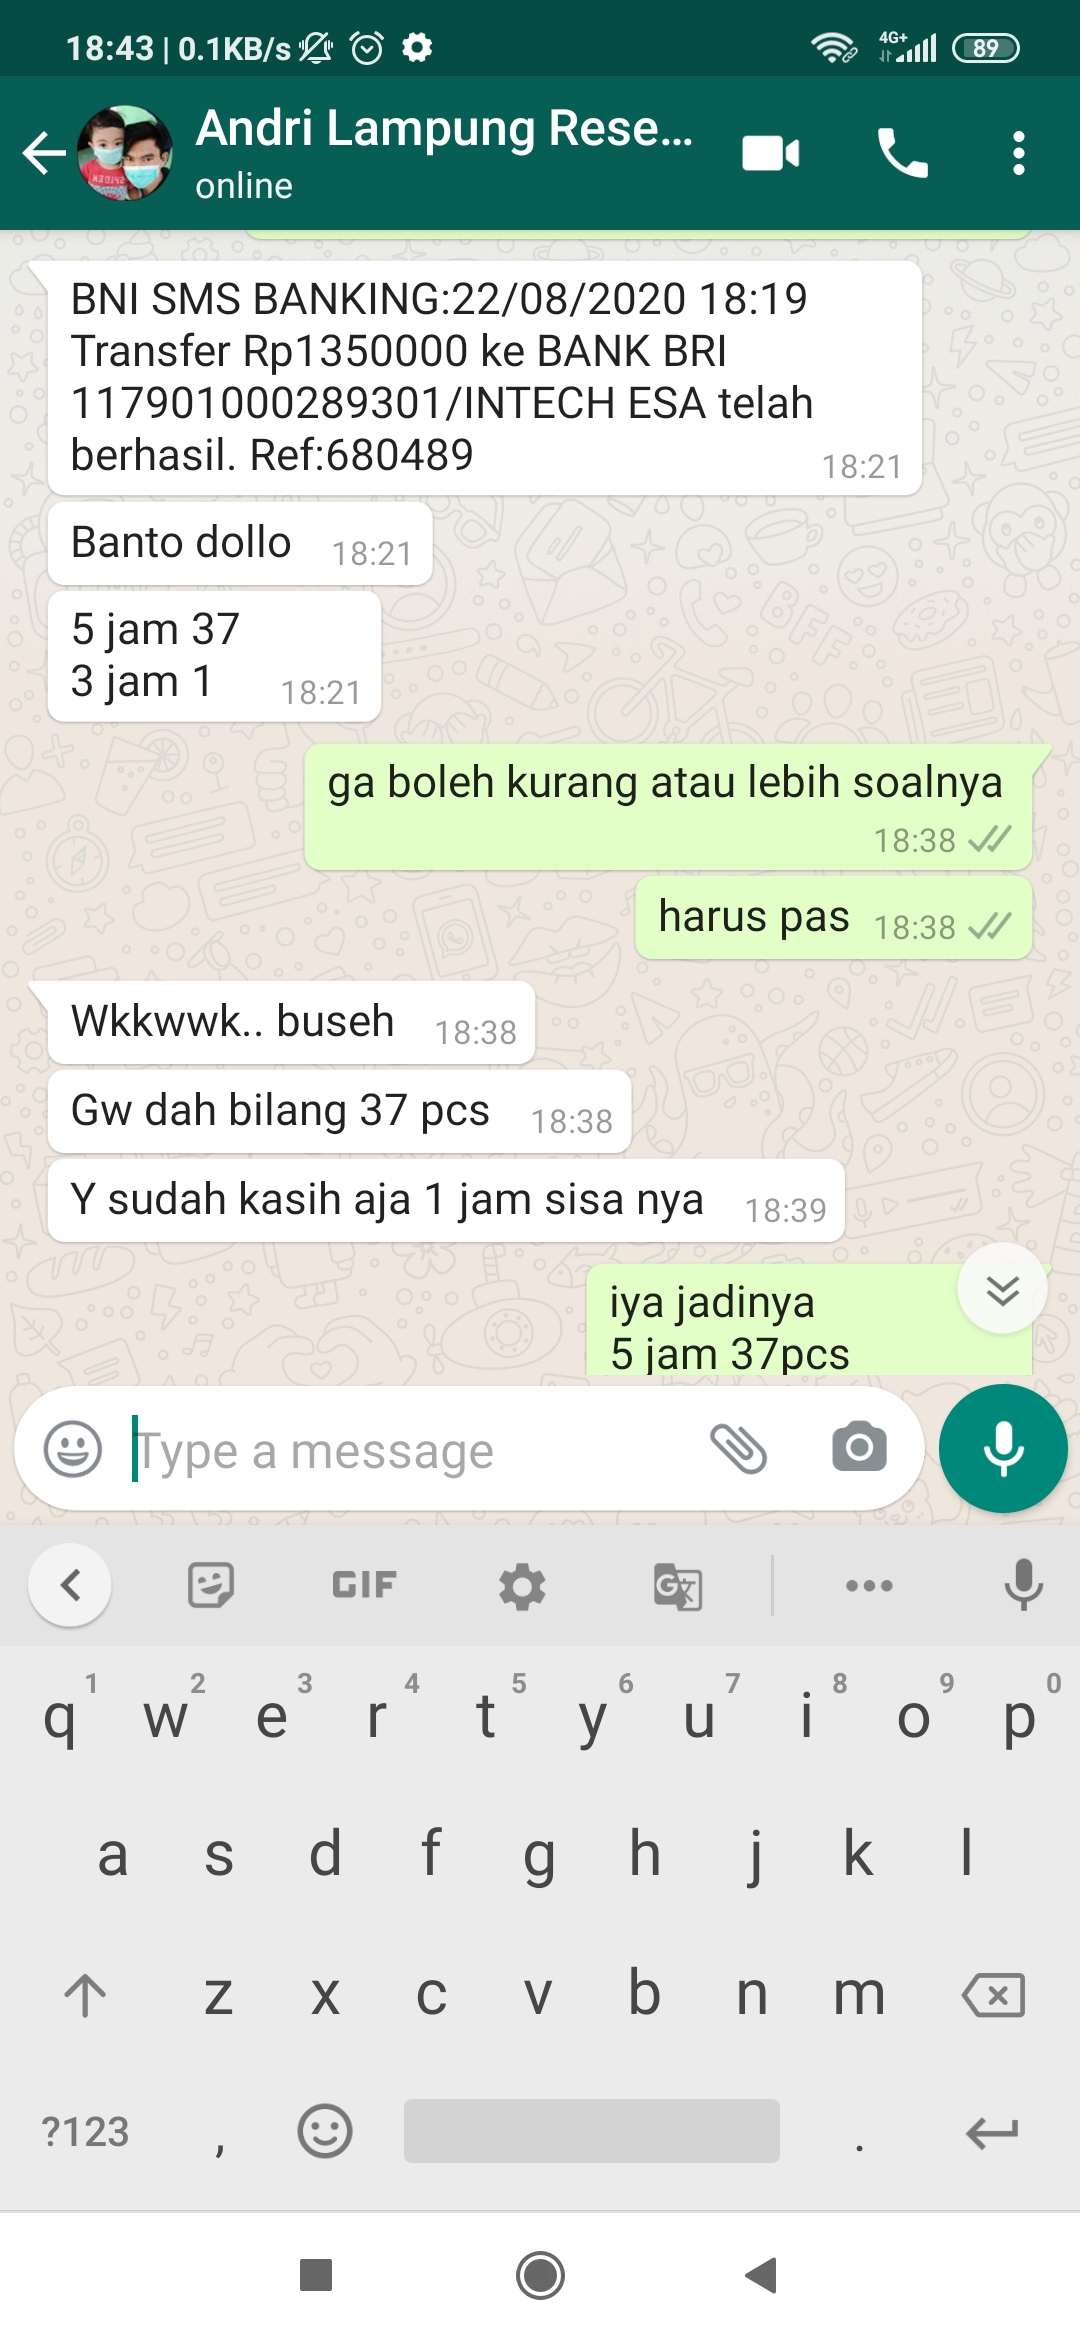 18:43 | 0.1KB/s
4G+
89
Andri Lampung Rese...
online
BNI SMS BANKING:22/08/2020 18:19
Transfer Rp1350000 ke BANK BRI
117901000289301/INTECH ESA telah
berhasil. Ref:680489
18:21
Banto dollo 18:21
5 jam 37
3 jam 1 18:21
ga boleh kurang atau lebih soalnya
18:38
harus pas 18:38
Wkkwwk.. buseh 18:38
Gw dah bilang 37 pcs 18:38
Y sudah kasih aja 1 jam sisa nya 18:39
iya jadinya
5 jam 37pcs
Type a message
GIF
1 2 3 4 5 6 7 8 9 0
q w e r t y u i o p
a s d f g h j k l
z x c v b n m
?123 , .